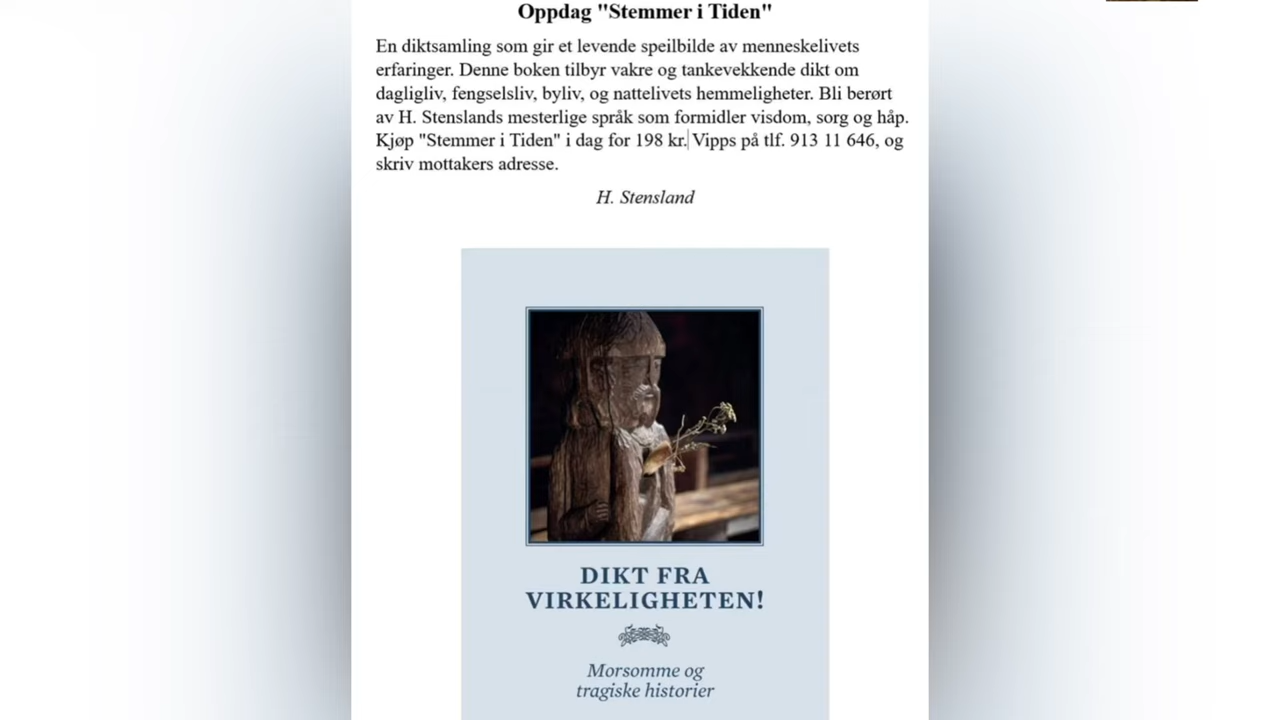 Oppdag "Stemmer i Tiden"
En diktsamling som gir et levende speilbilde av menneskelivets
erfaringer. Denne boken tilbyr vakre og tankevekkende dikt om
dagligliv, fengselsliv, byliv, og nattelivets hemmeligheter. Bli berørt
av H. Stenslands mesterlige språk som formidler visdom, sorg og håp.
Kjøp "Stemmer i Tiden" i dag for 198 kr. Vipps på tlf. 913 11 646, og
skriv mottakers adresse.
H. Stensland
DIKT FRA
VIRKELIGHETEN!
Morsomme og
tragiske historier